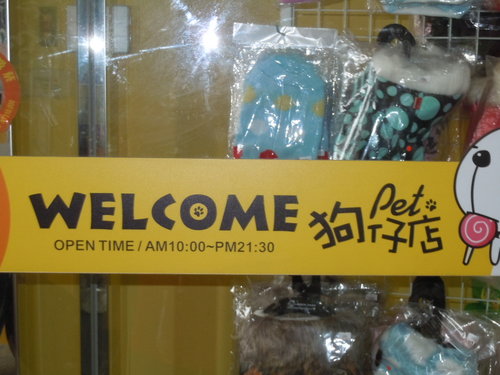 WELCOME
OPEN TIME / AM10:00~PM21:30
Pet
狗仔店